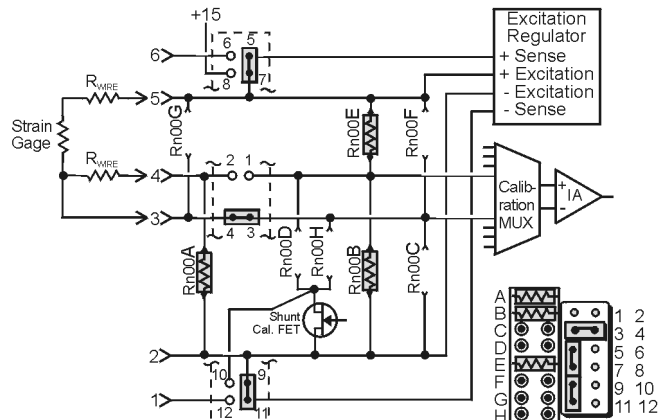 +15
Excitation
Regulator
+ Sense
+ Excitation
- Excitation
- Sense
6
6
5
8
7
R WIRE
5
Strain
Gage
Rn00G
Rn00E
Rn00F
R WIRE
4
2
1
3
4
3
Calib-
ration
MUX
+
-
IA
Rn00A
Rn00D
Rn00H
Rn00B
Rn00C
Shunt
Cal. FET
2
10
9
1
12
11
A
B
C
D
E
F
G
H
1 2
3 4
5 6
7 8
9 10
11 12